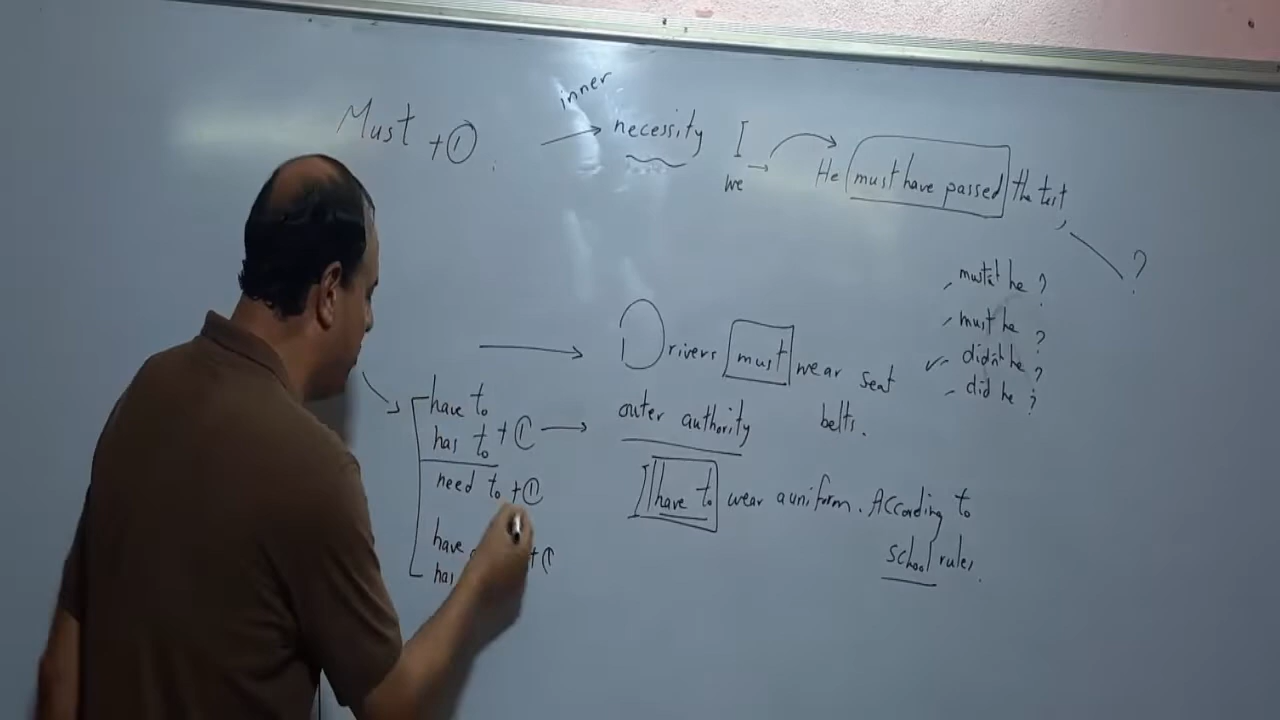 Must + ①
inner
necessity
I
we
He must have passed the test,
?
mustn't he ?
must he ?
didn't he ?
did he ?
Drivers must wear seat
belts.
have to
has to + ①
outer authority
need to + ①
I have to wear a uniform. According to
school rules.
have
has
+ ①